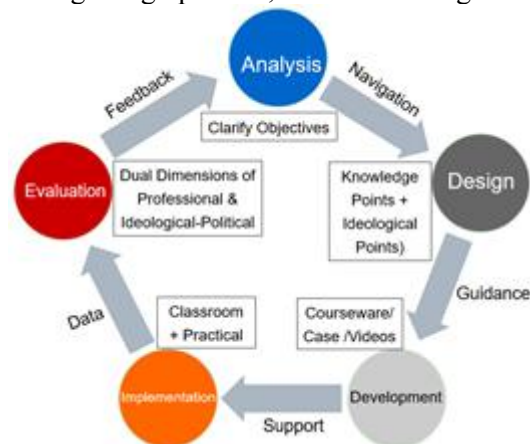 Analysis
Feedback
Navigation
Clarify Objectives
Evaluation
Dual Dimensions of
Professional &
Ideological-Political
Knowledge
Points +
Ideological
Points)
Design
Data
Classroom
+ Practical
Courseware/
Case /Videos
Guidance
Implementation
Support
Development